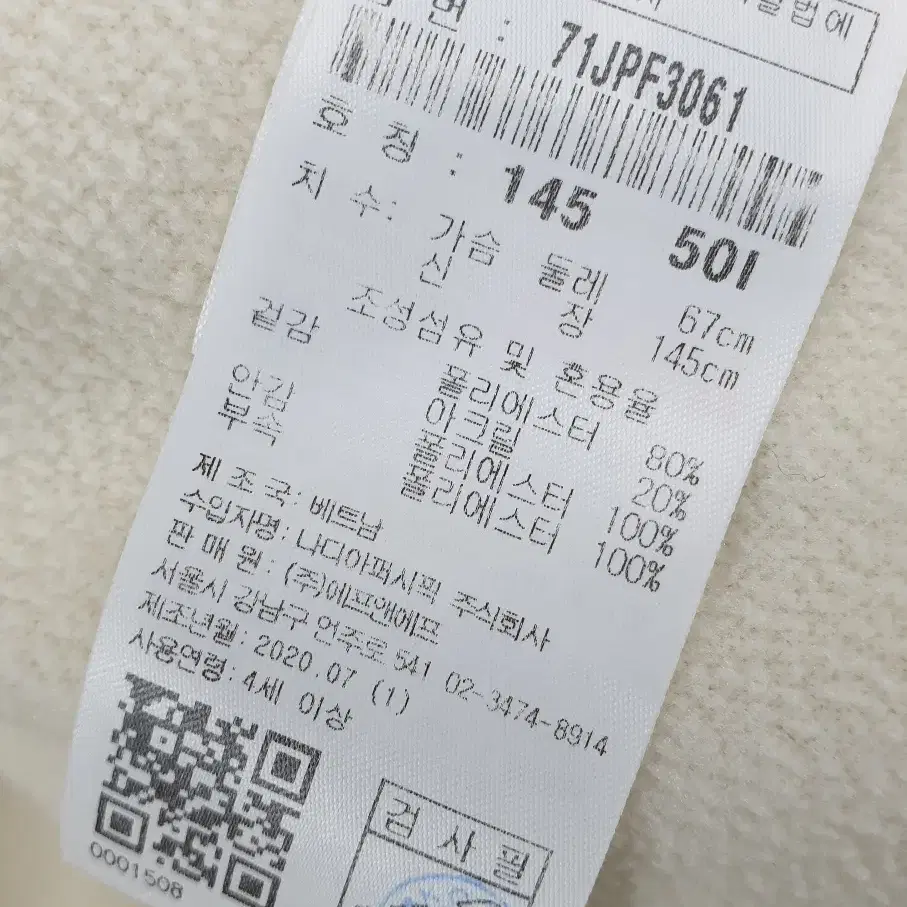 법에
품 면 : 71JPF3061
호 칭 : 145 50I
치 수: 가슴 둘레 67cm
신 장 145cm
조성섬유 및 혼용율
겉감 폴리에스터 80%
아크릴 20%
안감 폴리에스터 100%
부속 폴리에스터 100%
제 조 국: 베트남
수입자명: 나디아퍼시픽 주식회사
판 매 원: (주)에프앤에프
서울시 강남구 언주로 541 02-3474-8914
제조년월: 2020.07 (1)
사용연령: 4세 이상
0001508
검 사 필